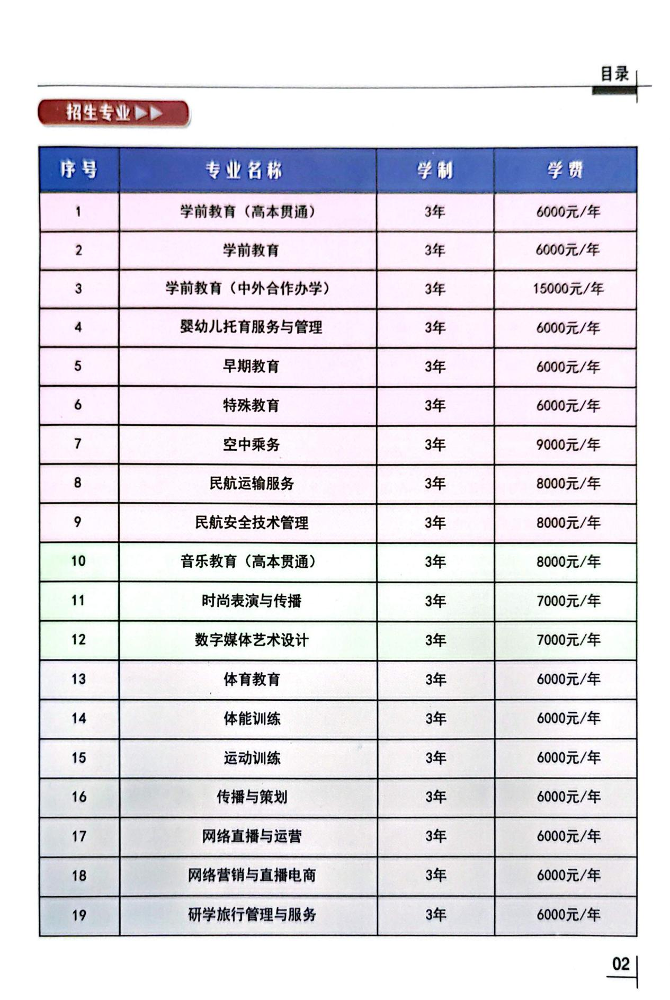 目录
招生专业
序号 专业名称 学制 学费
1 学前教育（高本贯通） 3年 6000元/年
2 学前教育 3年 6000元/年
3 学前教育（中外合作办学） 3年 15000元/年
4 婴幼儿托育服务与管理 3年 6000元/年
5 早期教育 3年 6000元/年
6 特殊教育 3年 6000元/年
7 空中乘务 3年 9000元/年
8 民航运输服务 3年 8000元/年
9 民航安全技术管理 3年 8000元/年
10 音乐教育（高本贯通） 3年 8000元/年
11 时尚表演与传播 3年 7000元/年
12 数字媒体艺术设计 3年 7000元/年
13 体育教育 3年 6000元/年
14 体能训练 3年 6000元/年
15 运动训练 3年 6000元/年
16 传播与策划 3年 6000元/年
17 网络直播与运营 3年 6000元/年
18 网络营销与直播电商 3年 6000元/年
19 研学旅行管理与服务 3年 6000元/年
02